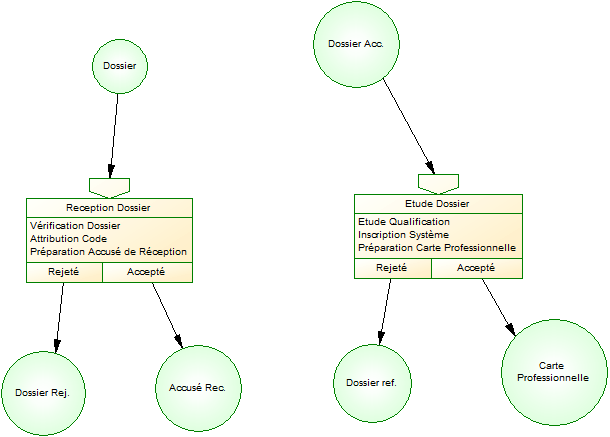 Dossier
Reception Dossier
Vérification Dossier
Attribution Code
Préparation Accusé de Réception
Rejeté
Accepté
Dossier Rej.
Accusé Rec.
Dossier Acc.
Etude Dossier
Etude Qualification
Inscription Système
Préparation Carte Professionnelle
Rejeté
Accepté
Dossier ref.
Carte
Professionnelle